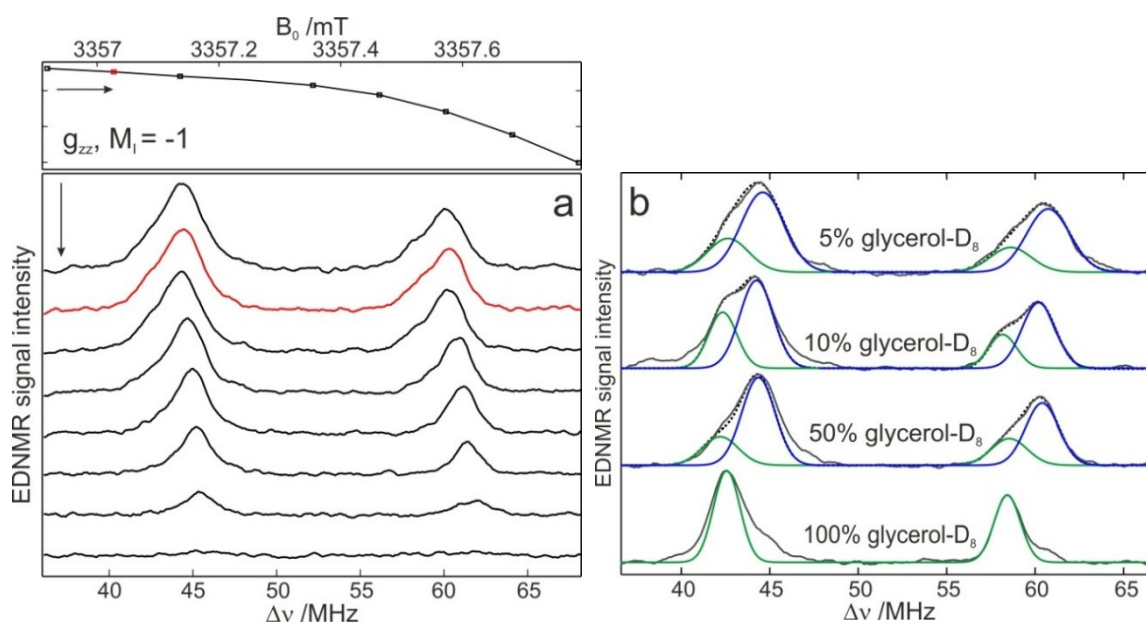 B₀ /mT
3357 3357.2 3357.4 3357.6
g_zz, M_I = -1
a
EDNMR signal intensity
40 45 50 55 60 65
Δν /MHz
b
EDNMR signal intensity
5% glycerol-D₈
10% glycerol-D₈
50% glycerol-D₈
100% glycerol-D₈
40 45 50 55 60 65
Δν /MHz